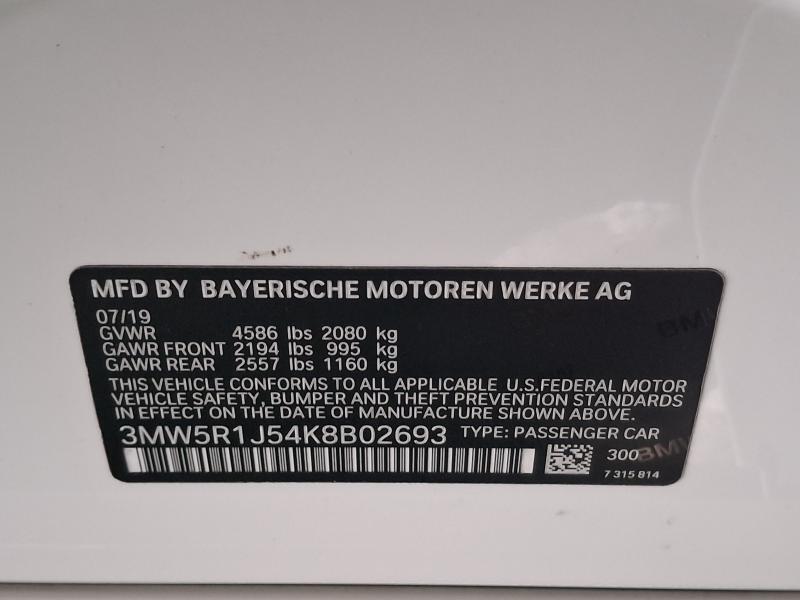 MFD BY BAYERISCHE MOTOREN WERKE AG
07/19
GVWR 4586 lbs 2080 kg
GAWR FRONT 2194 lbs 995 kg
GAWR REAR 2557 lbs 1160 kg
THIS VEHICLE CONFORMS TO ALL APPLICABLE U.S.FEDERAL MOTOR
VEHICLE SAFETY, BUMPER AND THEFT PREVENTION STANDARDS
IN EFFECT ON THE DATE OF MANUFACTURE SHOWN ABOVE.
3MW5R1J54K8B02693 TYPE: PASSENGER CAR
300
7 315 814